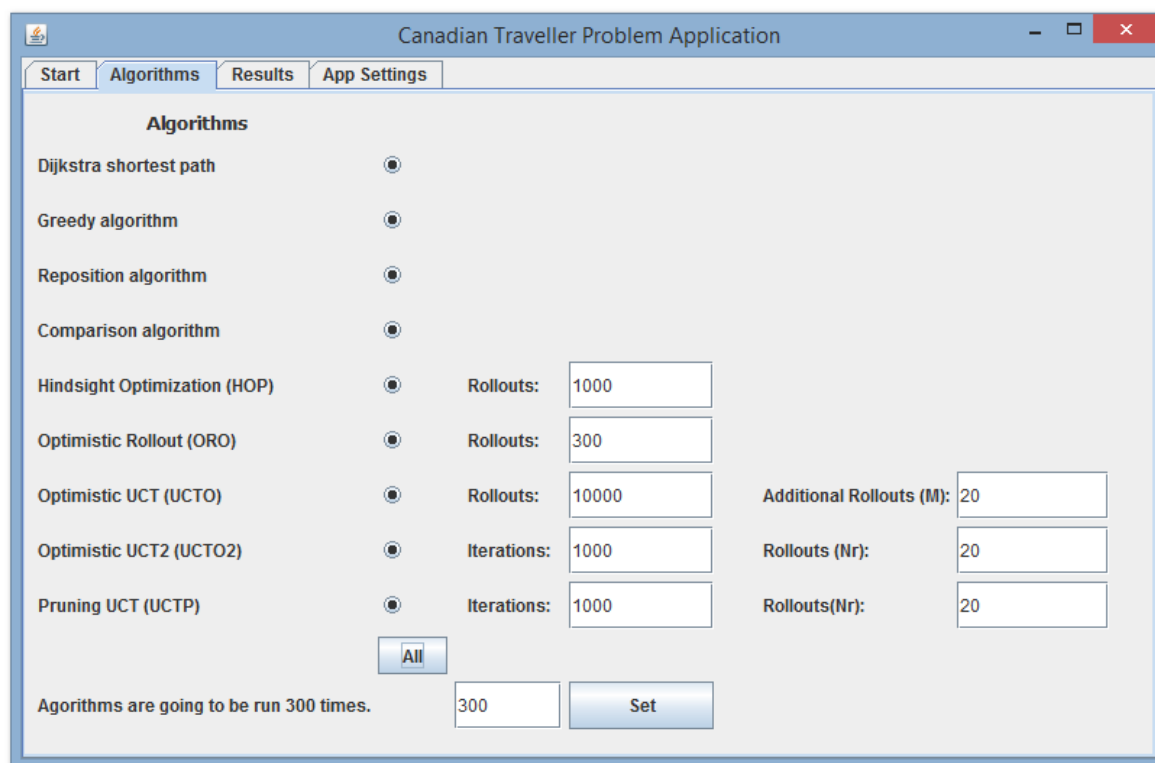 Canadian Traveller Problem Application
Start Algorithms Results App Settings
Algorithms
Dijkstra shortest path
Greedy algorithm
Reposition algorithm
Comparison algorithm
Hindsight Optimization (HOP) Rollouts: 1000
Optimistic Rollout (ORO) Rollouts: 300
Optimistic UCT (UCTO) Rollouts: 10000 Additional Rollouts (M): 20
Optimistic UCT2 (UCTO2) Iterations: 1000 Rollouts (Nr): 20
Pruning UCT (UCTP) Iterations: 1000 Rollouts(Nr): 20
All
Agorithms are going to be run 300 times. 300 Set